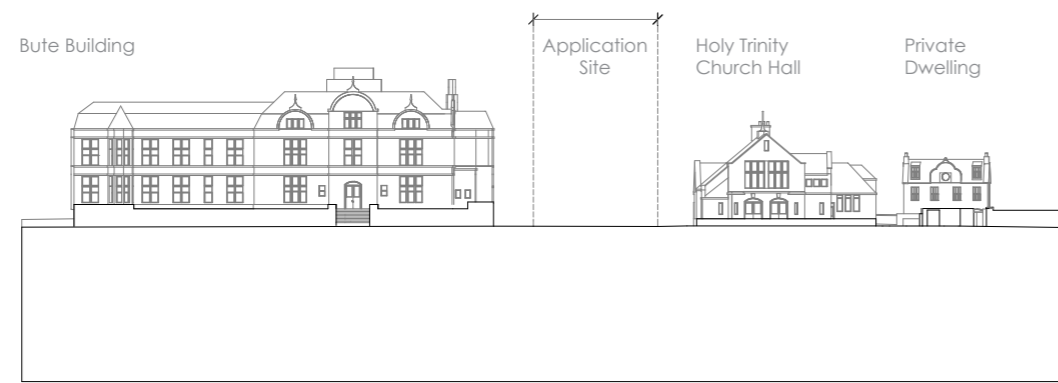 Bute Building
Application
Site
Holy Trinity
Church Hall
Private
Dwelling